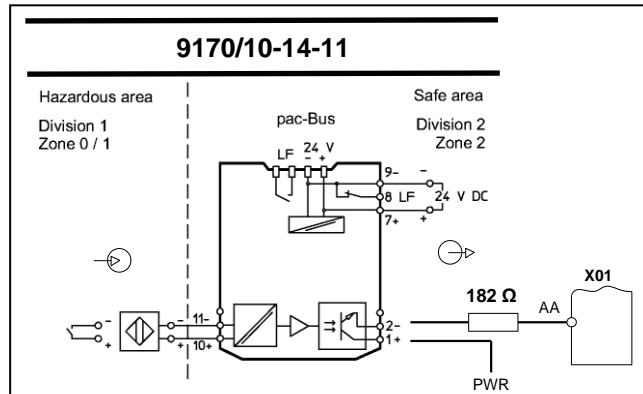 9170/10-14-11
Hazardous area
Division 1
Zone 0 / 1
Safe area
Division 2
Zone 2
pac-Bus
LF 24 V
- +
9-
8 LF
7+
-
24 V DC
+
X01
182 Ω
AA
- - 11-
+ + 10+
2-
1+
PWR